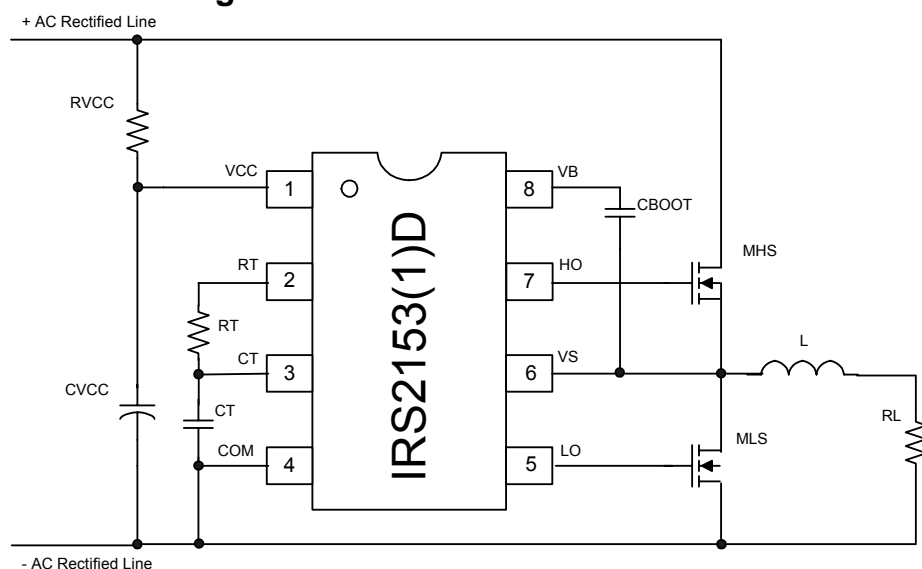 + AC Rectified Line
RVCC
VCC
1
8
VB
CBOOT
RT
2
7
HO
MHS
RT
IRS2153(1)D
CT
3
6
VS
L
CVCC
CT
RL
COM
4
5
LO
MLS
- AC Rectified Line